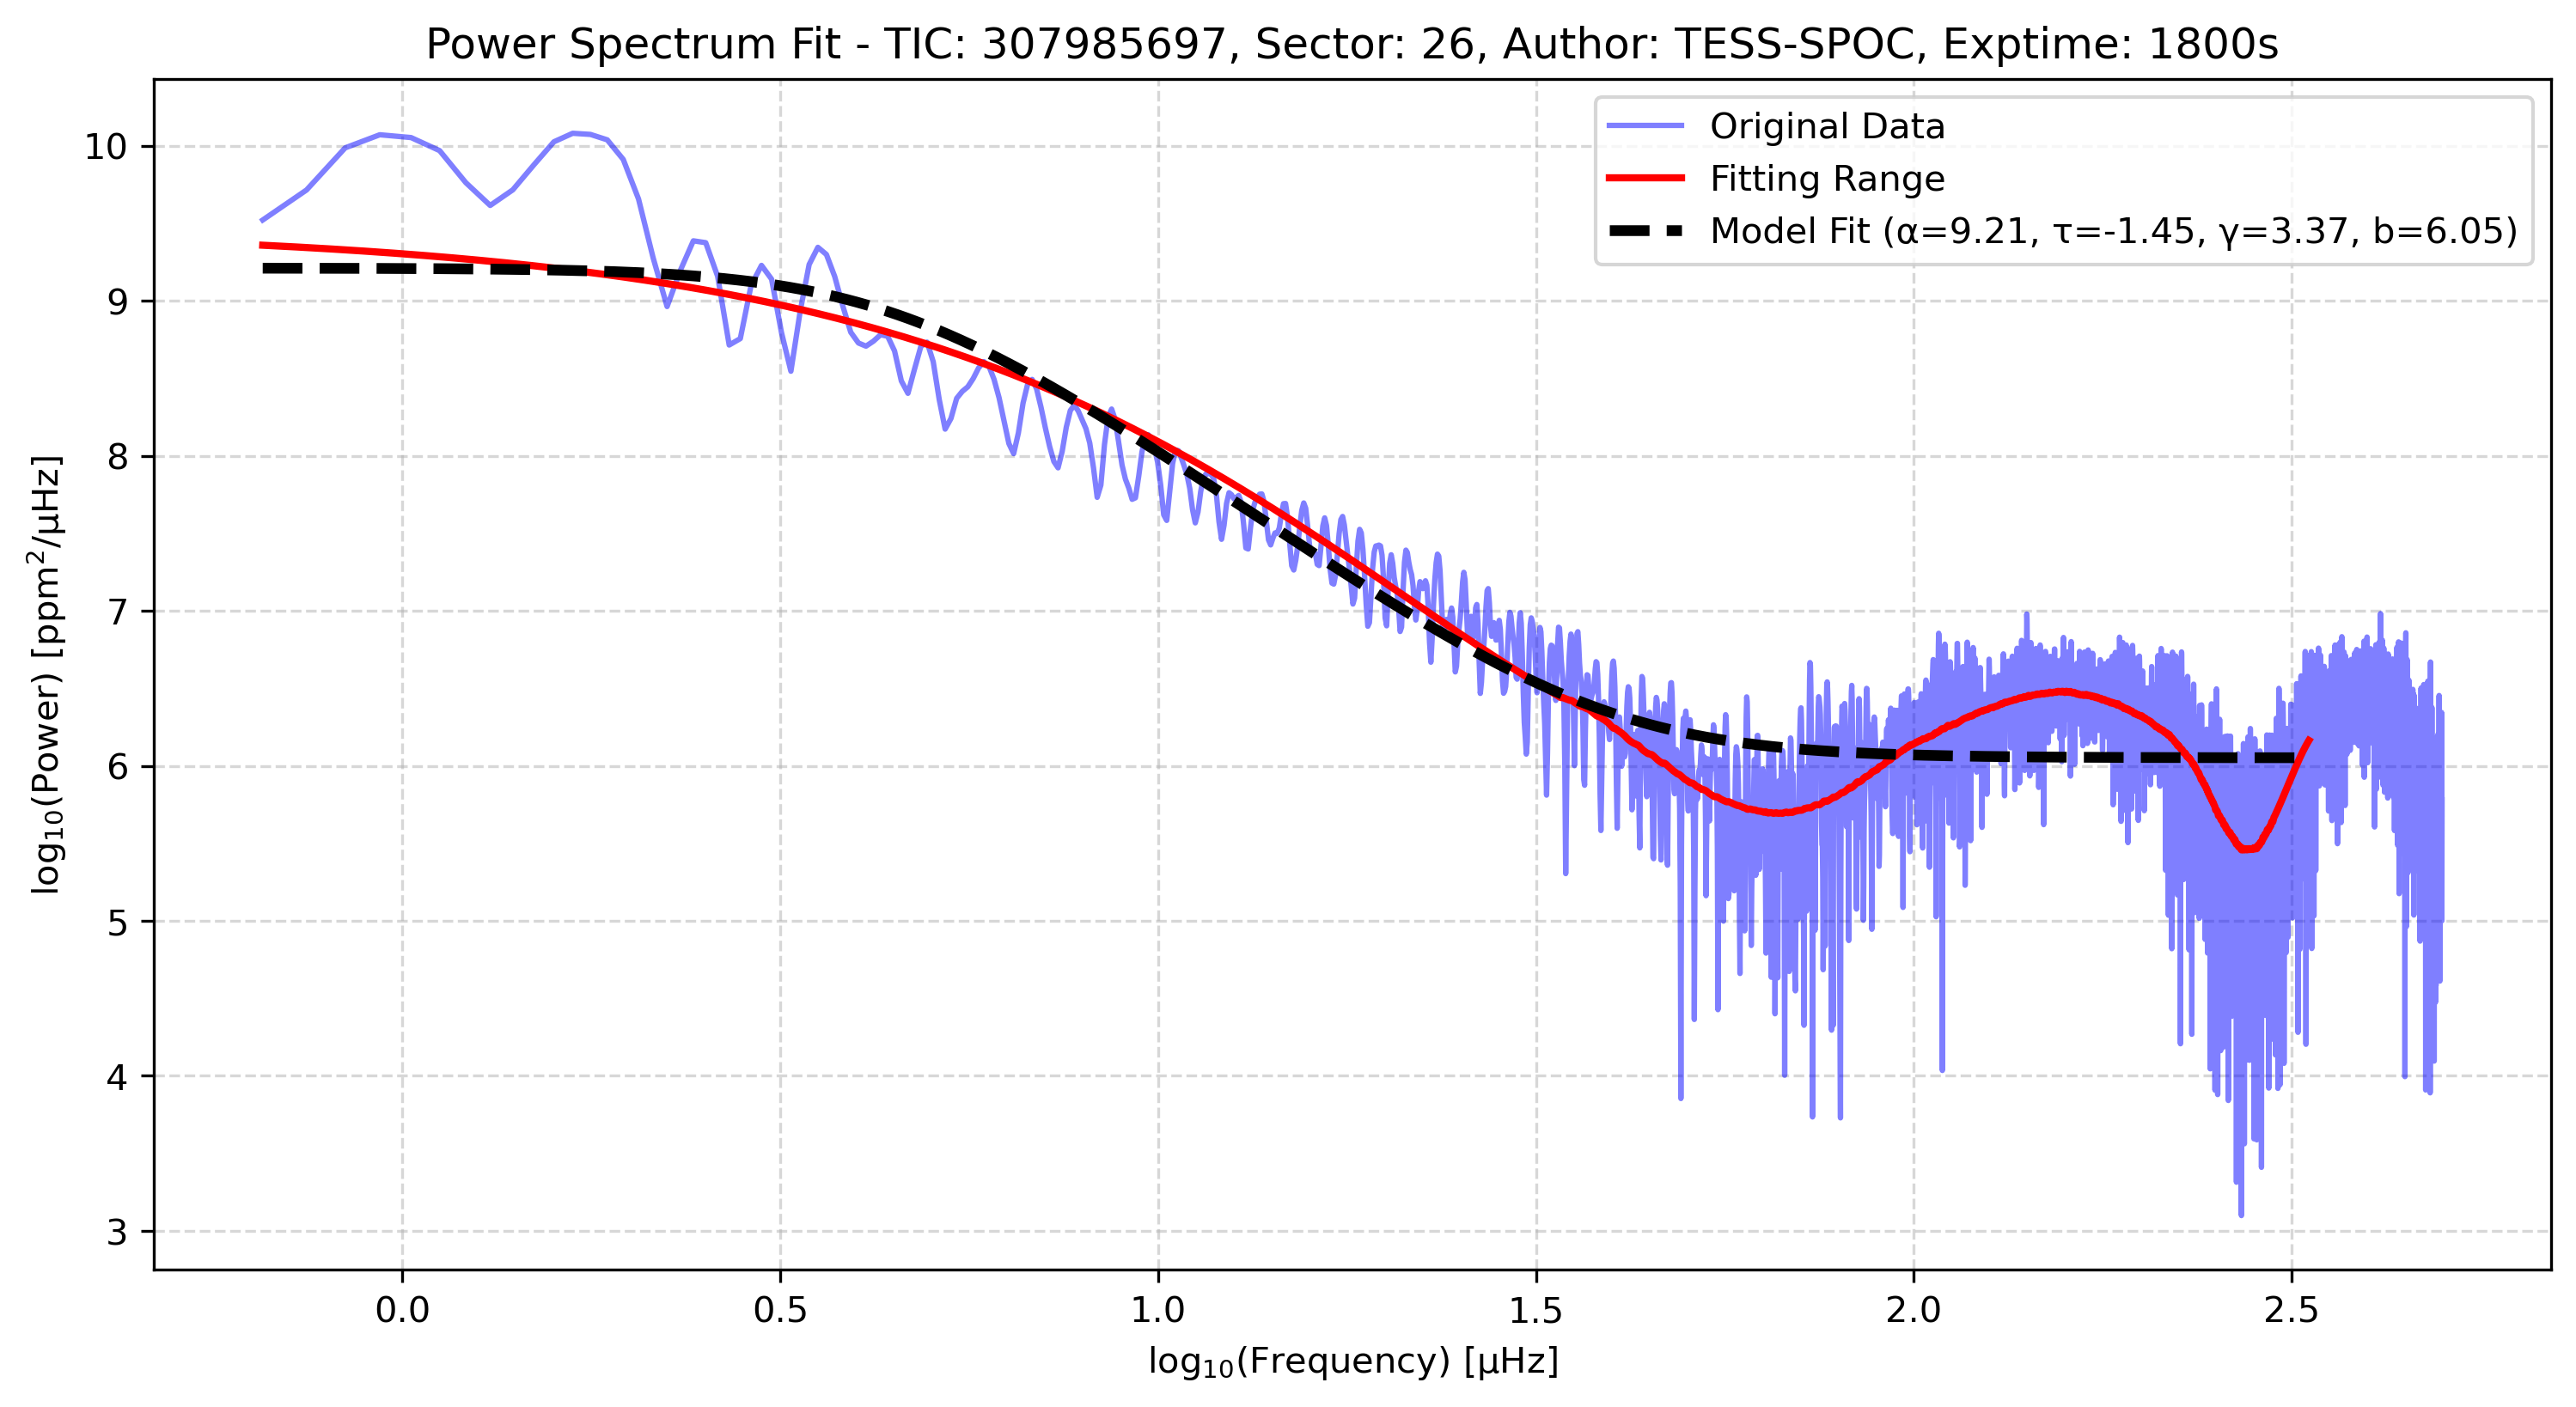 Power Spectrum Fit - TIC: 307985697, Sector: 26, Author: TESS-SPOC, Exptime: 1800s
Original Data
Fitting Range
Model Fit (α=9.21, τ=-1.45, γ=3.37, b=6.05)
log₁₀(Power) [ppm²/μHz]
10
9
8
7
6
5
4
3
0.0 0.5 1.0 1.5 2.0 2.5
log₁₀(Frequency) [μHz]